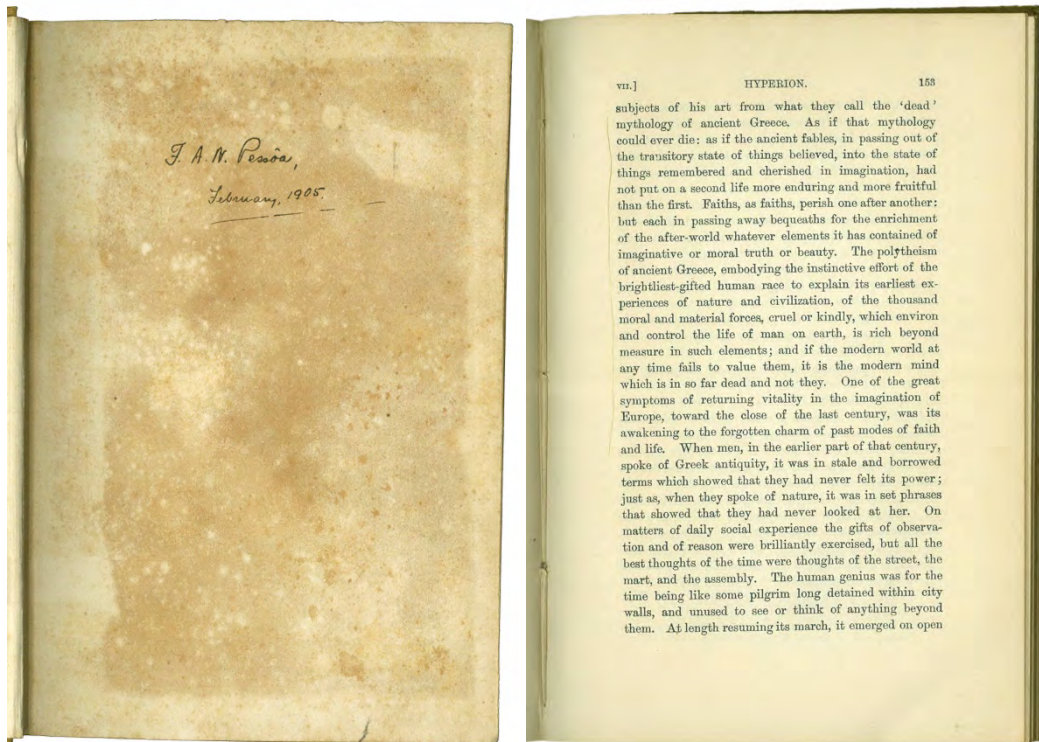 F. A. N. Pessôa,
February, 1905.
VII.] HYPERION. 153
subjects of his art from what they call the ‘dead’
mythology of ancient Greece. As if that mythology
could ever die: as if the ancient fables, in passing out of
the transitory state of things believed, into the state of
things remembered and cherished in imagination, had
not put on a second life more enduring and more fruitful
than the first. Faiths, as faiths, perish one after another:
but each in passing away bequeaths for the enrichment
of the after-world whatever elements it has contained of
imaginative or moral truth or beauty. The polytheism
of ancient Greece, embodying the instinctive effort of the
brightliest-gifted human race to explain its earliest ex-
periences of nature and civilization, of the thousand
moral and material forces, cruel or kindly, which environ
and control the life of man on earth, is rich beyond
measure in such elements; and if the modern world at
any time fails to value them, it is the modern mind
which is in so far dead and not they. One of the great
symptoms of returning vitality in the imagination of
Europe, toward the close of the last century, was its
awakening to the forgotten charm of past modes of faith
and life. When men, in the earlier part of that century,
spoke of Greek antiquity, it was in stale and borrowed
terms which showed that they had never felt its power;
just as, when they spoke of nature, it was in set phrases
that showed that they had never looked at her. On
matters of daily social experience the gifts of observa-
tion and of reason were brilliantly exercised, but all the
best thoughts of the time were thoughts of the street, the
mart, and the assembly. The human genius was for the
time being like some pilgrim long detained within city
walls, and unused to see or think of anything beyond
them. At length resuming its march, it emerged on open